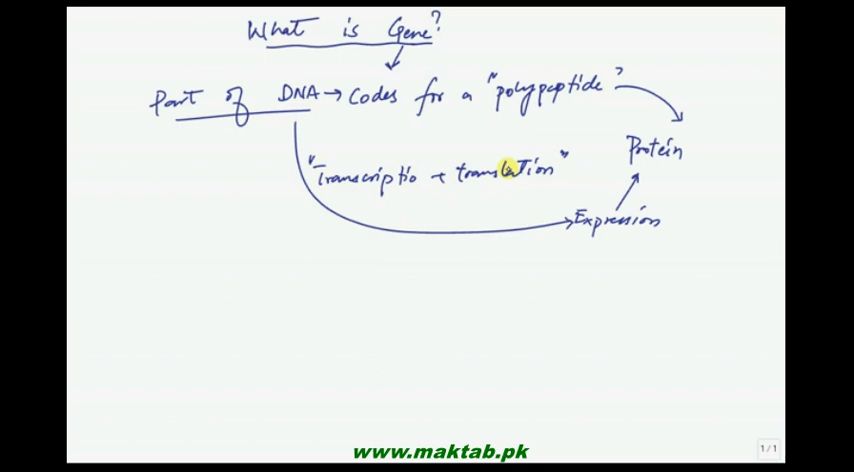 What is Gene?
Part of DNA → Codes for a "polypeptide"
Protein
"Transcriptio + translation"
Expression
1/1
www.maktab.pk